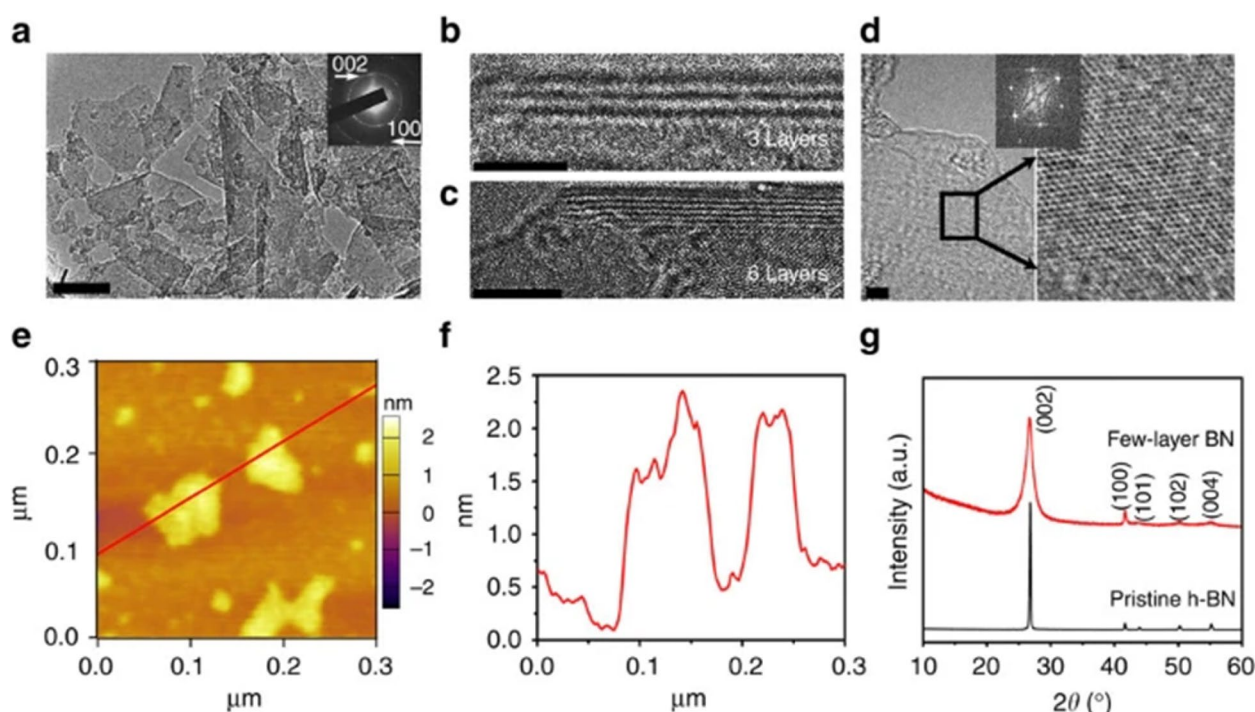 a
002
100
b
3 Layers
c
6 Layers
d
e
0.3
0.2
0.1
0.0
μm
0.0
0.1
0.2
0.3
μm
nm
2
1
0
−1
−2
f
2.5
2.0
1.5
1.0
0.5
0.0
nm
0.0
0.1
0.2
0.3
μm
g
Intensity (a.u.)
(002)
Few-layer BN
(100)
(101)
(102)
(004)
Pristine h-BN
10
20
30
40
50
60
2θ (°)